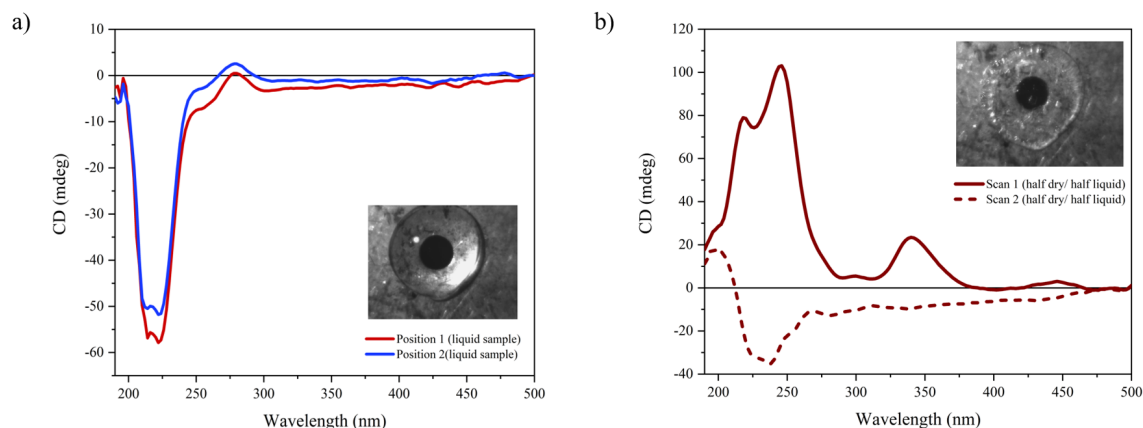 a)
10
0
-10
-20
-30
-40
-50
-60
CD (mdeg)
200 250 300 350 400 450 500
Wavelength (nm)
Position 1 (liquid sample)
Position 2(liquid sample)
b)
120
100
80
60
40
20
0
-20
-40
CD (mdeg)
200 250 300 350 400 450 500
Wavelength (nm)
Scan 1 (half dry/ half liquid)
Scan 2 (half dry/ half liquid)